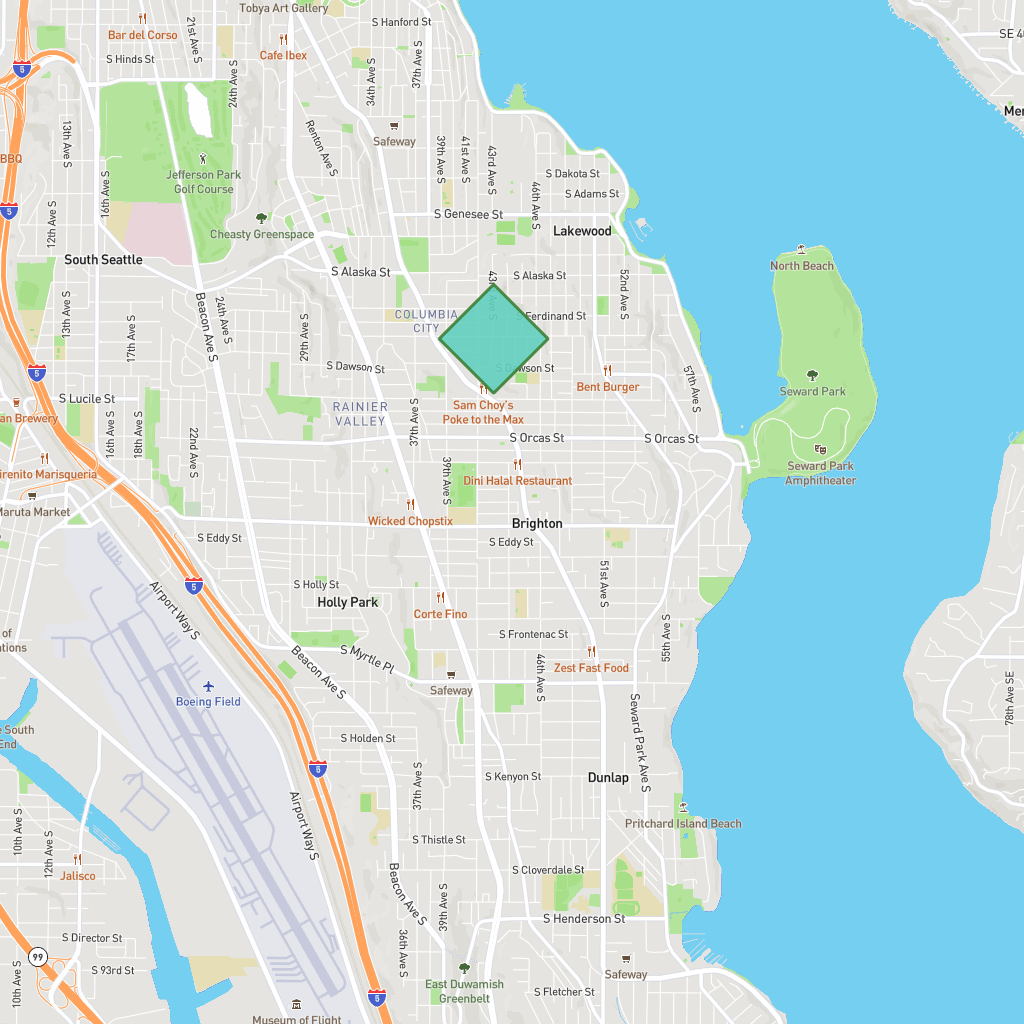 Tobya Art Gallery
S Hanford St
Bar del Corso
21st Ave S
Cafe Ibex
S Hinds St
24th Ave S
34th Ave S
37th Ave S
SE 40
5
Safeway
Renton Ave S
13th Ave S
39th Ave S
41st Ave S
43rd Ave S
BBQ
Jefferson Park
Golf Course
S Dakota St
46th Ave S
S Adams St
16th Ave S
5
12th Ave S
S Genesee St
Cheasty Greenspace
Lakewood
South Seattle
S Alaska St
S Alaska St
North Beach
52nd Ave S
13th Ave S
17th Ave S
24th Ave S
Beacon Ave S
29th Ave S
COLUMBIA
CITY
Ferdinand St
5
S Dawson St
S Dawson St
Bent Burger
57th Ave S
Seward Park
S Lucile St
RAINIER
VALLEY
37th Ave S
Sam Choy's
Poke to the Max
an Brewery
16th Ave S
18th Ave S
22nd Ave S
S Orcas St
S Orcas St
Seward Park
Amphitheater
39th Ave S
Dini Halal Restaurant
irenito Marisqueria
Maruta Market
Wicked Chopstix
Brighton
S Eddy St
S Eddy St
5
S Holly St
Airport Way S
51st Ave S
Holly Park
Corte Fino
S Frontenac St
55th Ave S
of
ations
S Myrtle Pl
Beacon Ave S
Zest Fast Food
Safeway
46th Ave S
Boeing Field
78th Ave SE
e South
End
S Holden St
Seward Park Ave S
5
S Kenyon St
Dunlap
37th Ave S
Airport Way S
10th Ave S
12th Ave S
Pritchard Island Beach
S Thistle St
Jalisco
S Cloverdale St
Beacon Ave S
39th Ave S
S Henderson St
S Director St
36th Ave S
99
S 93rd St
Safeway
10th Ave S
East Duwamish
Greenbelt
5
S Fletcher St
Museum of Flight